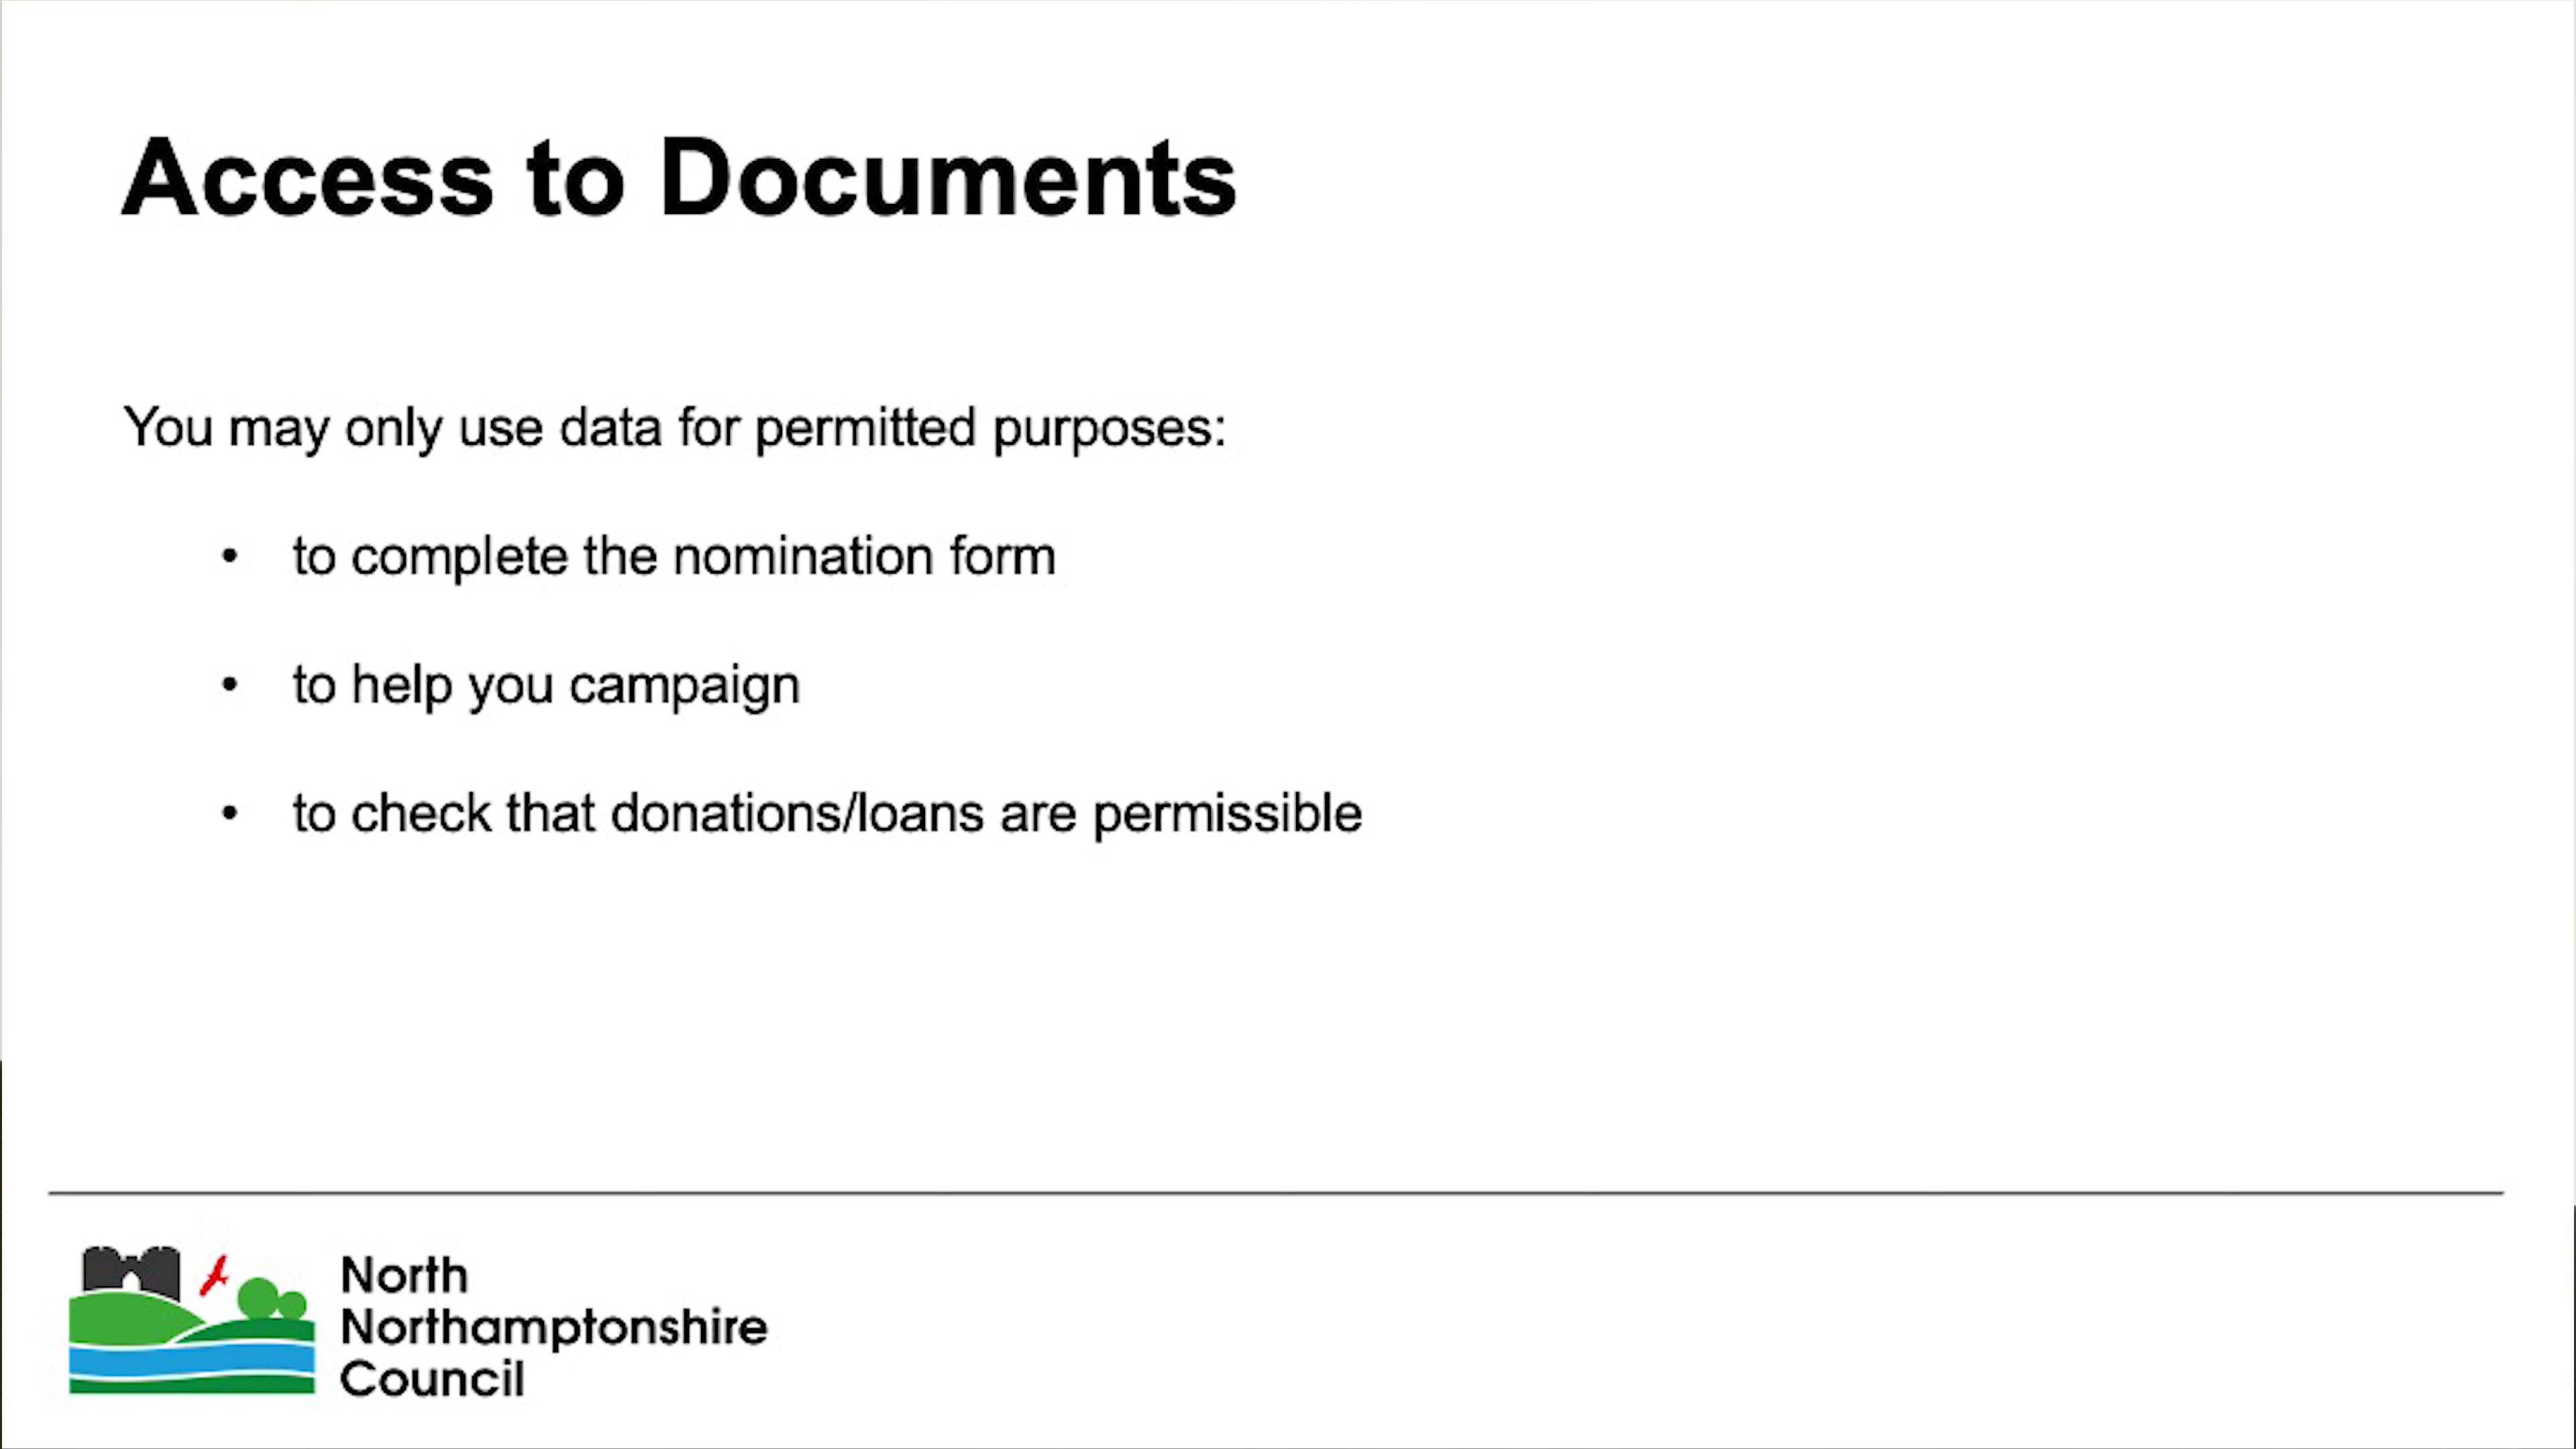 Access to Documents
You may only use data for permitted purposes:
• to complete the nomination form
• to help you campaign
• to check that donations/loans are permissible
North
Northamptonshire
Council